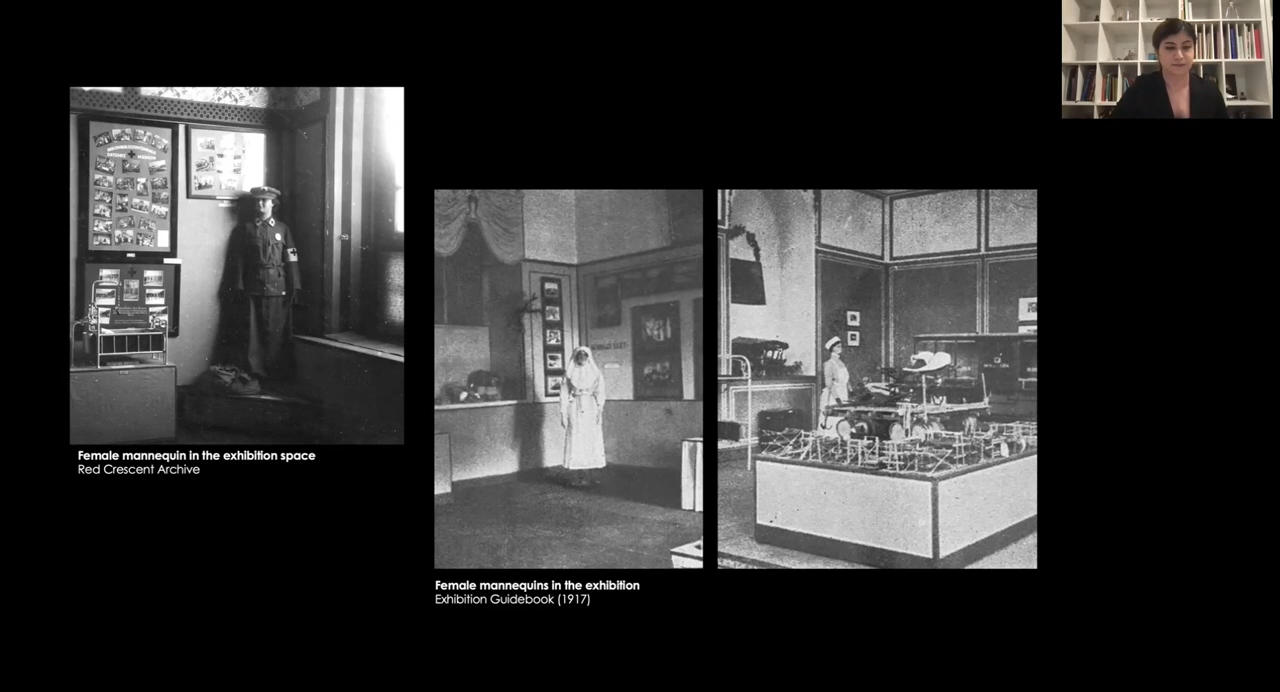 Female mannequin in the exhibition space
Red Crescent Archive
Female mannequins in the exhibition
Exhibition Guidebook (1917)